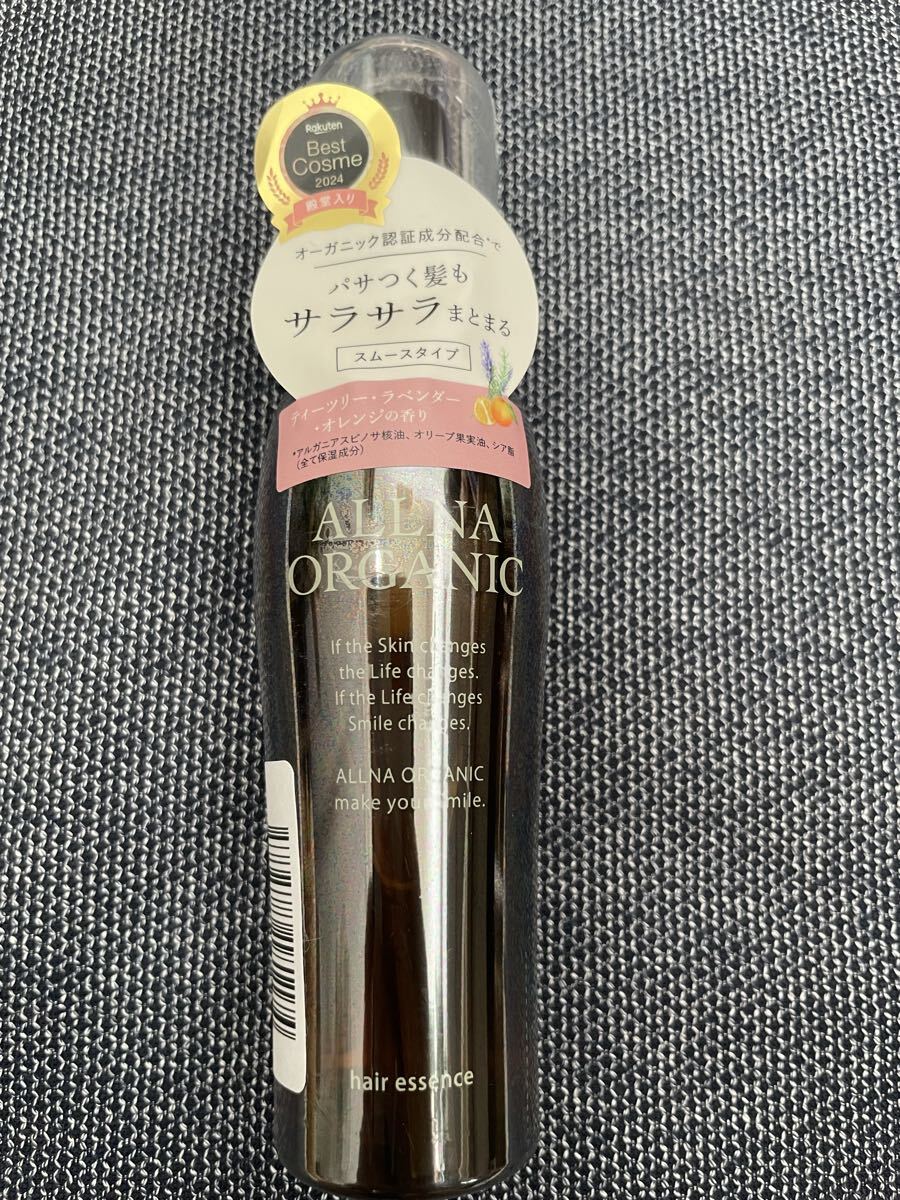 Rakuten
Best
Cosme
2024
殿堂入り
オーガニック認証成分配合*で
パサつく髪も
サラサラまとまる
スムースタイプ
ティーツリー・ラベンダー
・オレンジの香り
*アルガニアスピノサ核油、オリーブ果実油、シア脂
(全て保湿成分)
ALLNA
ORGANIC
If the Skin changes
the Life changes.
If the Life changes
Smile changes.
ALLNA ORGANIC
make your smile.
hair essence